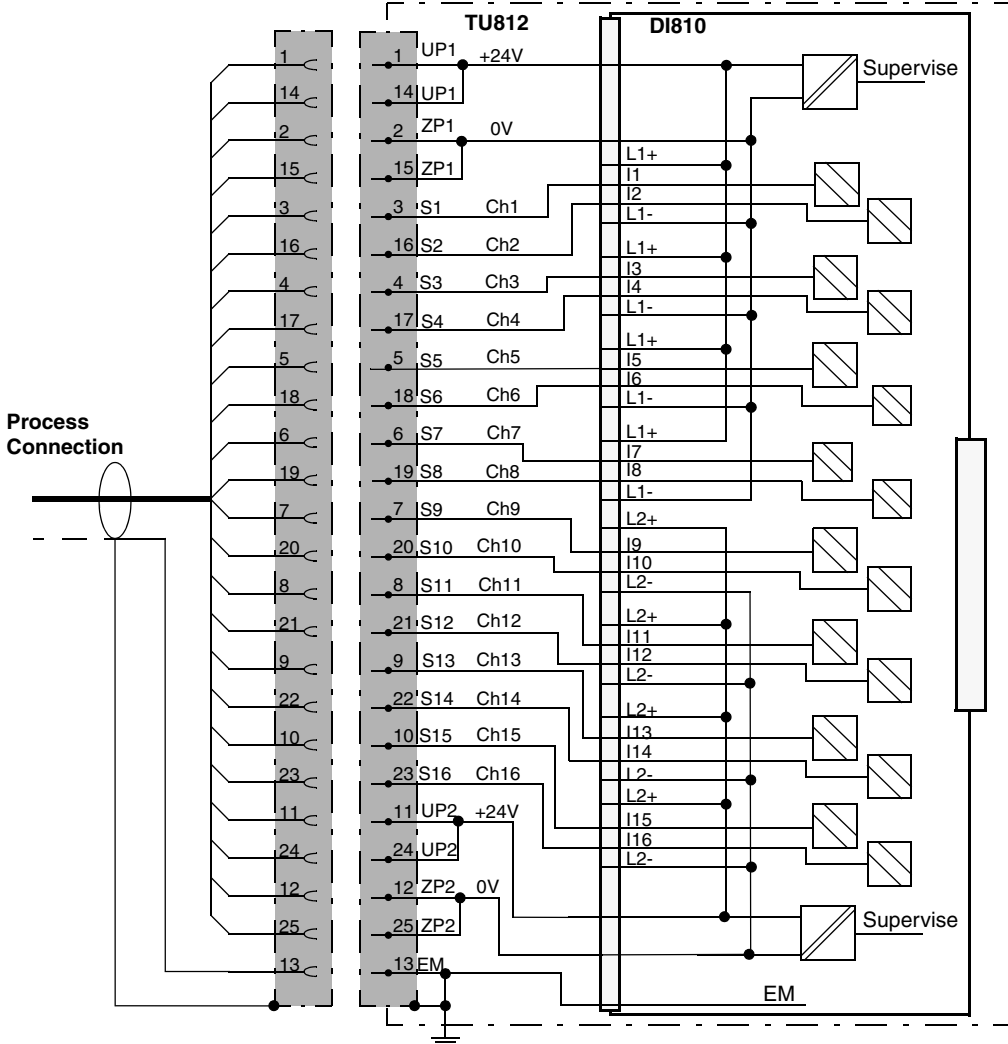 TU812 DI810
1 1 UP1 +24V Supervise
14 14 UP1
2 2 ZP1 0V
15 15 ZP1
L1+
I1
I2
3 3 S1 Ch1
L1-
16 16 S2 Ch2
L1+
I3
4 4 S3 Ch3
I4
L1-
17 17 S4 Ch4
L1+
5 5 S5 Ch5
I5
I6
18 18 S6 Ch6
L1-
Process
Connection
6 6 S7 Ch7
L1+
I7
19 19 S8 Ch8
I8
L1-
7 7 S9 Ch9
L2+
I9
20 20 S10 Ch10
I10
L2-
8 8 S11 Ch11
L2+
21 21 S12 Ch12
I11
I12
9 9 S13 Ch13
L2-
22 22 S14 Ch14
L2+
I13
10 10 S15 Ch15
I14
L2-
23 23 S16 Ch16
L2+
11 11 UP2 +24V
I15
I16
24 24 UP2
L2-
12 12 ZP2 0V
25 25 ZP2
Supervise
13 13 EM
EM